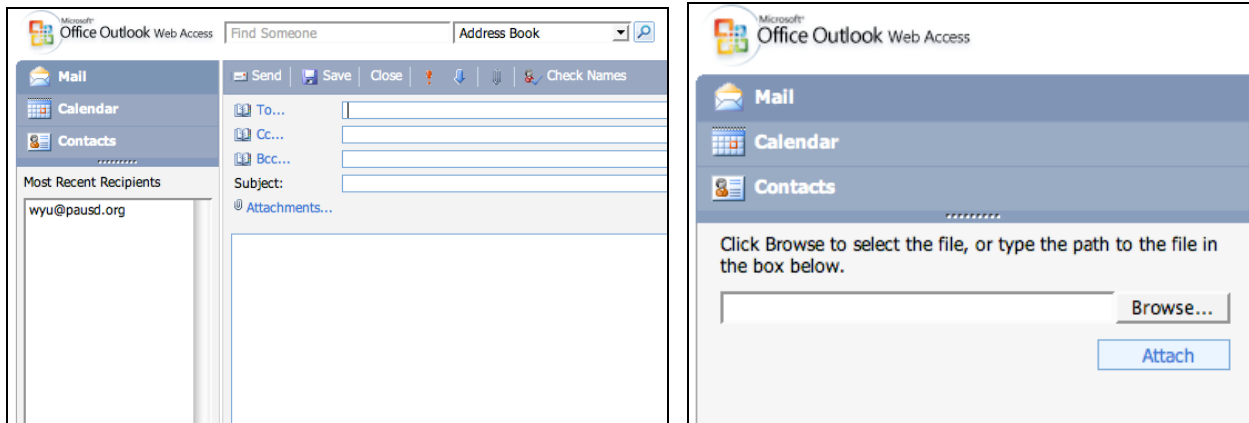 Microsoft®
Office Outlook Web Access
Find Someone
Address Book
Mail
Calendar
Contacts
Send
Save
Close
Check Names
To...
Cc...
Bcc...
Subject:
Attachments...
Most Recent Recipients
wyu@pausd.org
Microsoft®
Office Outlook Web Access
Mail
Calendar
Contacts
Click Browse to select the file, or type the path to the file in
the box below.
Browse...
Attach